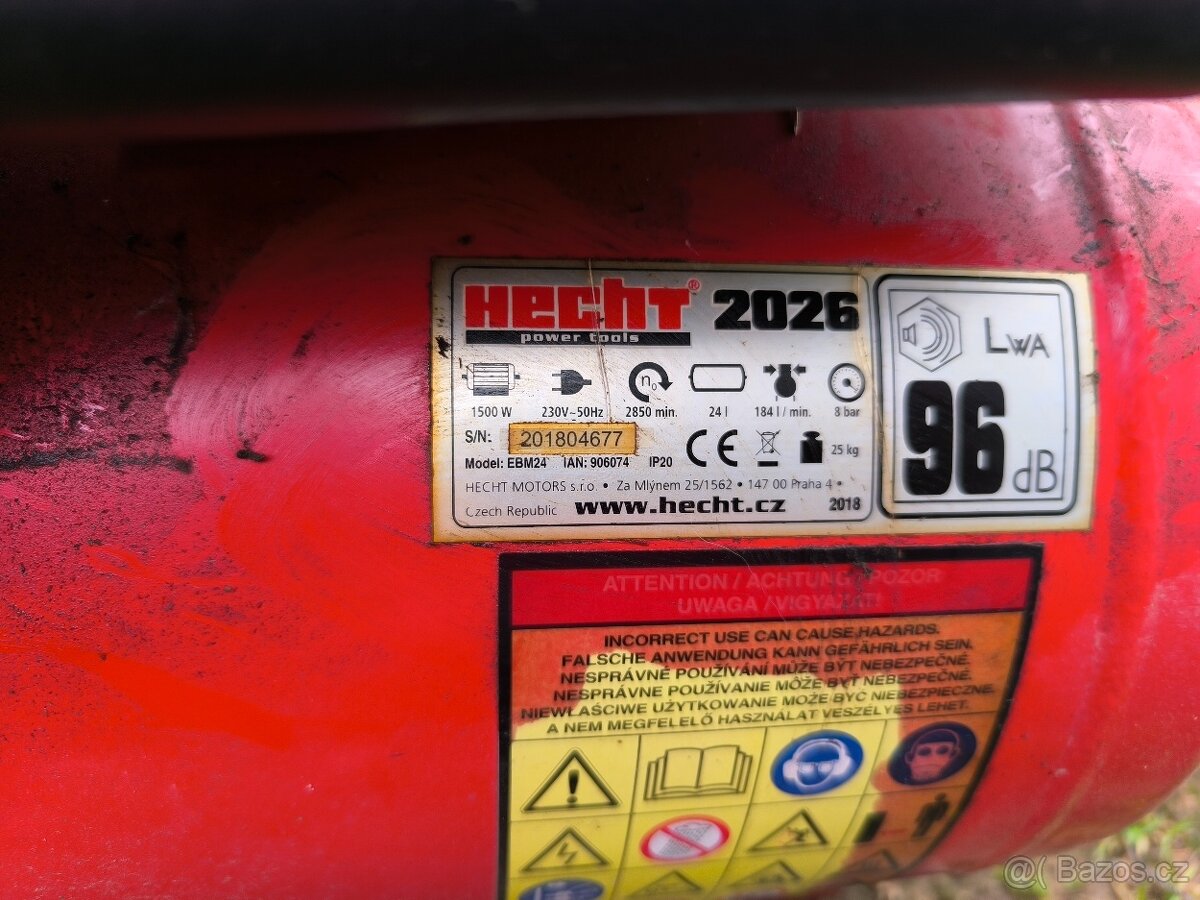 HECHT® 2026
power tools
1500 W 230V~50Hz 2850 min. 24 l 184 l / min. 8 bar
S/N: 201804677
25 kg
Model: EBM24 IAN: 906074 IP20
HECHT MOTORS s.r.o. • Za Mlýnem 25/1562 • 147 00 Praha 4 •
Czech Republic www.hecht.cz 2018
n0
CE
LWA
96
dB
ATTENTION / ACHTUNG / POZOR
UWAGA / VIGYÁZAT!
INCORRECT USE CAN CAUSE HAZARDS.
FALSCHE ANWENDUNG KANN GEFÄHRLICH SEIN.
NESPRÁVNÉ POUŽÍVÁNÍ MŮŽE BÝT NEBEZPEČNÉ.
NESPRÁVNE POUŽÍVANIE MÔŽE BYŤ NEBEZPEČNÉ.
NIEWŁAŚCIWE UŻYTKOWANIE MOŻE BYĆ NIEBEZPIECZNE.
A NEM MEGFELELŐ HASZNÁLAT VESZÉLYES LEHET.
@( Bazos.cz